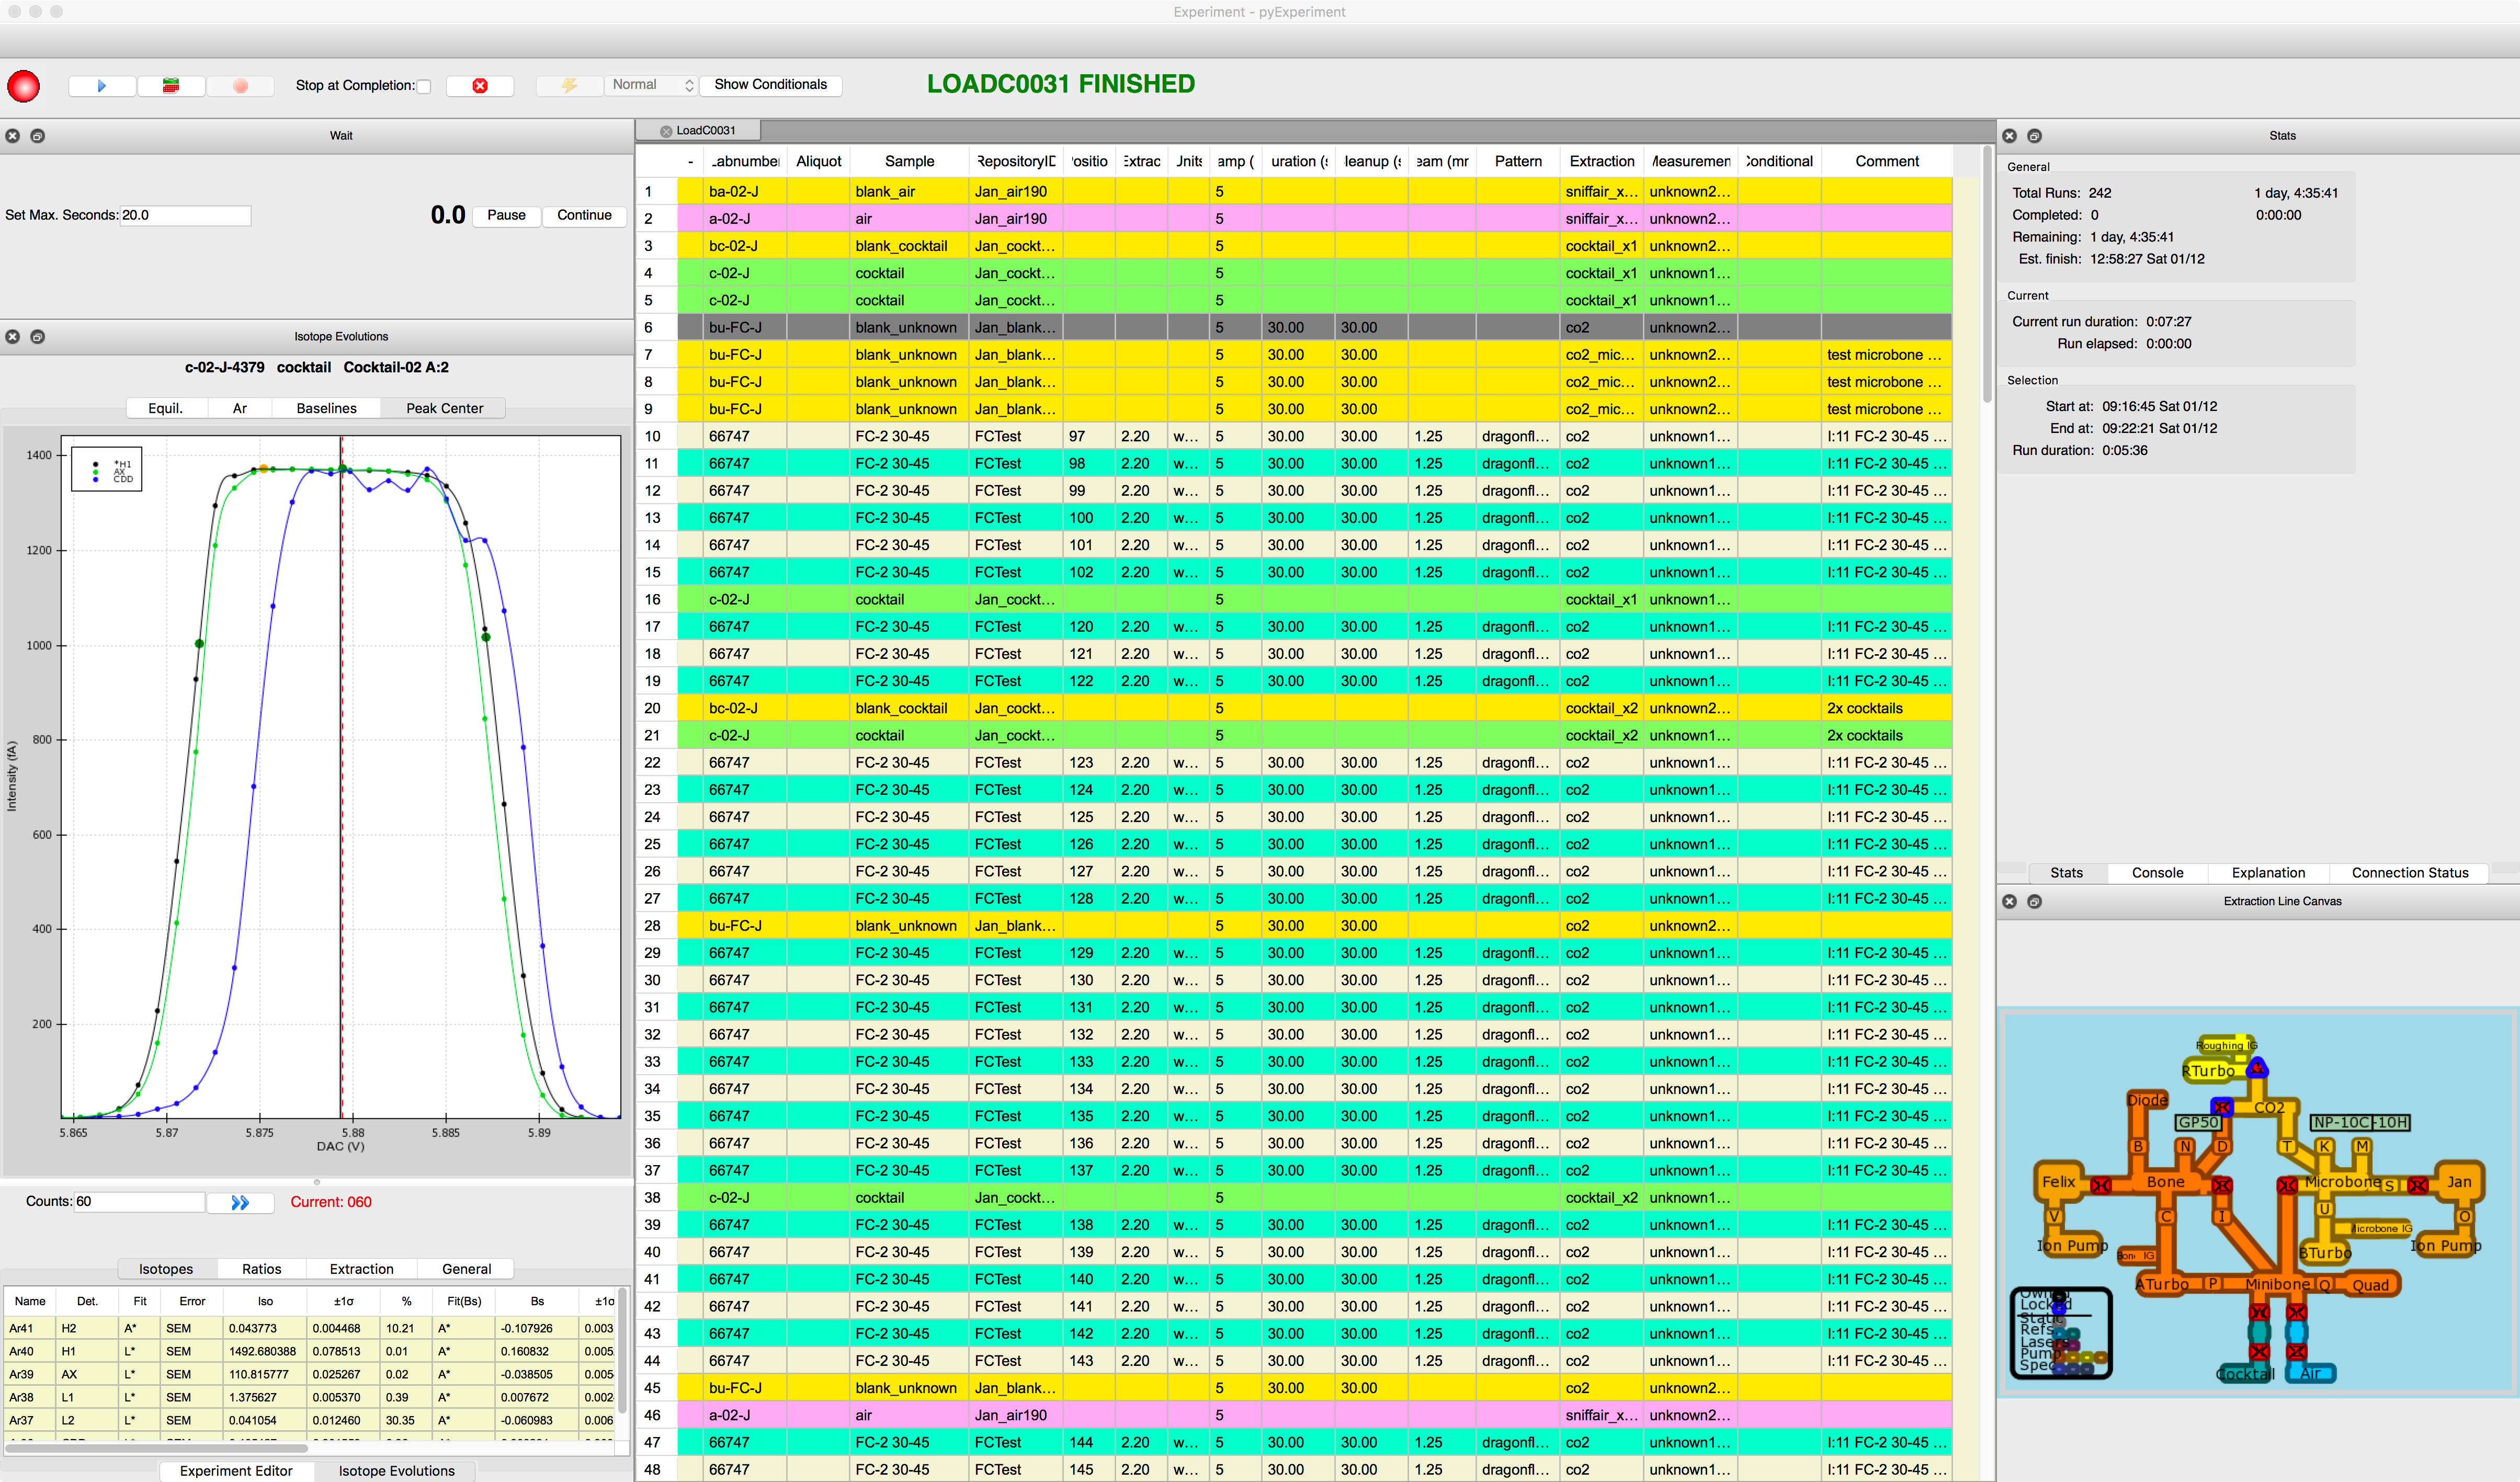 Experiment - pyExperiment
Stop at Completion:
Normal
Show Conditionals
LOADC0031 FINISHED
Wait
Set Max. Seconds: 20.0
0.0 Pause Continue
Isotope Evolutions
c-02-J-4379 cocktail Cocktail-02 A:2
Equil. Ar Baselines Peak Center
*H1
AX
CDD
1400
1200
1000
800
600
400
200
Intensity (fA)
5.865 5.87 5.875 5.88 5.885 5.89
DAC (V)
Counts: 60 Current: 060
Isotopes Ratios Extraction General
Name Det. Fit Error Iso ±1σ % Fit(Bs) Bs ±1σ
Ar41 H2 A* SEM 0.043773 0.004468 10.21 A* -0.107926 0.003
Ar40 H1 L* SEM 1492.680388 0.078513 0.01 A* 0.160832 0.005
Ar39 AX L* SEM 110.815777 0.025267 0.02 A* -0.038505 0.005
Ar38 L1 L* SEM 1.375627 0.005370 0.39 A* 0.007672 0.002
Ar37 L2 L* SEM 0.041054 0.012460 30.35 A* -0.060983 0.006
Experiment Editor Isotope Evolutions
LoadC0031
- .abnumbe Aliquot Sample RepositoryID Positio Extrac Units amp ( uration (s leanup (s eam (mr Pattern Extraction Measuremen Conditional Comment
1 ba-02-J blank_air Jan_air190 5 sniffair_x... unknown2...
2 a-02-J air Jan_air190 5 sniffair_x... unknown2...
3 bc-02-J blank_cocktail Jan_cockt... 5 cocktail_x1 unknown2...
4 c-02-J cocktail Jan_cockt... 5 cocktail_x1 unknown1...
5 c-02-J cocktail Jan_cockt... 5 cocktail_x1 unknown1...
6 bu-FC-J blank_unknown Jan_blank... 5 30.00 30.00 co2 unknown2...
7 bu-FC-J blank_unknown Jan_blank... 5 30.00 30.00 co2_mic... unknown2... test microbone ...
8 bu-FC-J blank_unknown Jan_blank... 5 30.00 30.00 co2_mic... unknown2... test microbone ...
9 bu-FC-J blank_unknown Jan_blank... 5 30.00 30.00 co2_mic... unknown2... test microbone ...
10 66747 FC-2 30-45 FCTest 97 2.20 w... 5 30.00 30.00 1.25 dragonfl... co2 unknown1... l:11 FC-2 30-45 ...
11 66747 FC-2 30-45 FCTest 98 2.20 w... 5 30.00 30.00 1.25 dragonfl... co2 unknown1... l:11 FC-2 30-45 ...
12 66747 FC-2 30-45 FCTest 99 2.20 w... 5 30.00 30.00 1.25 dragonfl... co2 unknown1... l:11 FC-2 30-45 ...
13 66747 FC-2 30-45 FCTest 100 2.20 w... 5 30.00 30.00 1.25 dragonfl... co2 unknown1... l:11 FC-2 30-45 ...
14 66747 FC-2 30-45 FCTest 101 2.20 w... 5 30.00 30.00 1.25 dragonfl... co2 unknown1... l:11 FC-2 30-45 ...
15 66747 FC-2 30-45 FCTest 102 2.20 w... 5 30.00 30.00 1.25 dragonfl... co2 unknown1... l:11 FC-2 30-45 ...
16 c-02-J cocktail Jan_cockt... 5 cocktail_x1 unknown1...
17 66747 FC-2 30-45 FCTest 120 2.20 w... 5 30.00 30.00 1.25 dragonfl... co2 unknown1... l:11 FC-2 30-45 ...
18 66747 FC-2 30-45 FCTest 121 2.20 w... 5 30.00 30.00 1.25 dragonfl... co2 unknown1... l:11 FC-2 30-45 ...
19 66747 FC-2 30-45 FCTest 122 2.20 w... 5 30.00 30.00 1.25 dragonfl... co2 unknown1... l:11 FC-2 30-45 ...
20 bc-02-J blank_cocktail Jan_cockt... 5 cocktail_x2 unknown2... 2x cocktails
21 c-02-J cocktail Jan_cockt... 5 cocktail_x2 unknown1... 2x cocktails
22 66747 FC-2 30-45 FCTest 123 2.20 w... 5 30.00 30.00 1.25 dragonfl... co2 unknown1... l:11 FC-2 30-45 ...
23 66747 FC-2 30-45 FCTest 124 2.20 w... 5 30.00 30.00 1.25 dragonfl... co2 unknown1... l:11 FC-2 30-45 ...
24 66747 FC-2 30-45 FCTest 125 2.20 w... 5 30.00 30.00 1.25 dragonfl... co2 unknown1... l:11 FC-2 30-45 ...
25 66747 FC-2 30-45 FCTest 126 2.20 w... 5 30.00 30.00 1.25 dragonfl... co2 unknown1... l:11 FC-2 30-45 ...
26 66747 FC-2 30-45 FCTest 127 2.20 w... 5 30.00 30.00 1.25 dragonfl... co2 unknown1... l:11 FC-2 30-45 ...
27 66747 FC-2 30-45 FCTest 128 2.20 w... 5 30.00 30.00 1.25 dragonfl... co2 unknown1... l:11 FC-2 30-45 ...
28 bu-FC-J blank_unknown Jan_blank... 5 30.00 30.00 co2 unknown2...
29 66747 FC-2 30-45 FCTest 129 2.20 w... 5 30.00 30.00 1.25 dragonfl... co2 unknown1... l:11 FC-2 30-45 ...
30 66747 FC-2 30-45 FCTest 130 2.20 w... 5 30.00 30.00 1.25 dragonfl... co2 unknown1... l:11 FC-2 30-45 ...
31 66747 FC-2 30-45 FCTest 131 2.20 w... 5 30.00 30.00 1.25 dragonfl... co2 unknown1... l:11 FC-2 30-45 ...
32 66747 FC-2 30-45 FCTest 132 2.20 w... 5 30.00 30.00 1.25 dragonfl... co2 unknown1... l:11 FC-2 30-45 ...
33 66747 FC-2 30-45 FCTest 133 2.20 w... 5 30.00 30.00 1.25 dragonfl... co2 unknown1... l:11 FC-2 30-45 ...
34 66747 FC-2 30-45 FCTest 134 2.20 w... 5 30.00 30.00 1.25 dragonfl... co2 unknown1... l:11 FC-2 30-45 ...
35 66747 FC-2 30-45 FCTest 135 2.20 w... 5 30.00 30.00 1.25 dragonfl... co2 unknown1... l:11 FC-2 30-45 ...
36 66747 FC-2 30-45 FCTest 136 2.20 w... 5 30.00 30.00 1.25 dragonfl... co2 unknown1... l:11 FC-2 30-45 ...
37 66747 FC-2 30-45 FCTest 137 2.20 w... 5 30.00 30.00 1.25 dragonfl... co2 unknown1... l:11 FC-2 30-45 ...
38 c-02-J cocktail Jan_cockt... 5 cocktail_x2 unknown1...
39 66747 FC-2 30-45 FCTest 138 2.20 w... 5 30.00 30.00 1.25 dragonfl... co2 unknown1... l:11 FC-2 30-45 ...
40 66747 FC-2 30-45 FCTest 139 2.20 w... 5 30.00 30.00 1.25 dragonfl... co2 unknown1... l:11 FC-2 30-45 ...
41 66747 FC-2 30-45 FCTest 140 2.20 w... 5 30.00 30.00 1.25 dragonfl... co2 unknown1... l:11 FC-2 30-45 ...
42 66747 FC-2 30-45 FCTest 141 2.20 w... 5 30.00 30.00 1.25 dragonfl... co2 unknown1... l:11 FC-2 30-45 ...
43 66747 FC-2 30-45 FCTest 142 2.20 w... 5 30.00 30.00 1.25 dragonfl... co2 unknown1... l:11 FC-2 30-45 ...
44 66747 FC-2 30-45 FCTest 143 2.20 w... 5 30.00 30.00 1.25 dragonfl... co2 unknown1... l:11 FC-2 30-45 ...
45 bu-FC-J blank_unknown Jan_blank... 5 30.00 30.00 co2 unknown2...
46 a-02-J air Jan_air190 5 sniffair_x... unknown2...
47 66747 FC-2 30-45 FCTest 144 2.20 w... 5 30.00 30.00 1.25 dragonfl... co2 unknown1... l:11 FC-2 30-45 ...
48 66747 FC-2 30-45 FCTest 145 2.20 w... 5 30.00 30.00 1.25 dragonfl... co2 unknown1... l:11 FC-2 30-45 ...
Stats
General
Total Runs: 242 1 day, 4:35:41
Completed: 0 0:00:00
Remaining: 1 day, 4:35:41
Est. finish: 12:58:27 Sat 01/12
Current
Current run duration: 0:07:27
Run elapsed: 0:00:00
Selection
Start at: 09:16:45 Sat 01/12
End at: 09:22:21 Sat 01/12
Run duration: 0:05:36
Stats Console Explanation Connection Status
Extraction Line Canvas
Roughing IG
RTurbo
Diode CO2
GP50 NP-10C -10H
B N D T K M
Felix Bone Microbone S Jan
V C I U O
Microbone IG
Ion Pump Bone IG BTurbo Ion Pump
ATurbo P Minibone Q Quad
Locked
Static
Refs
Lasers
Pump
Spec
Cocktail Air